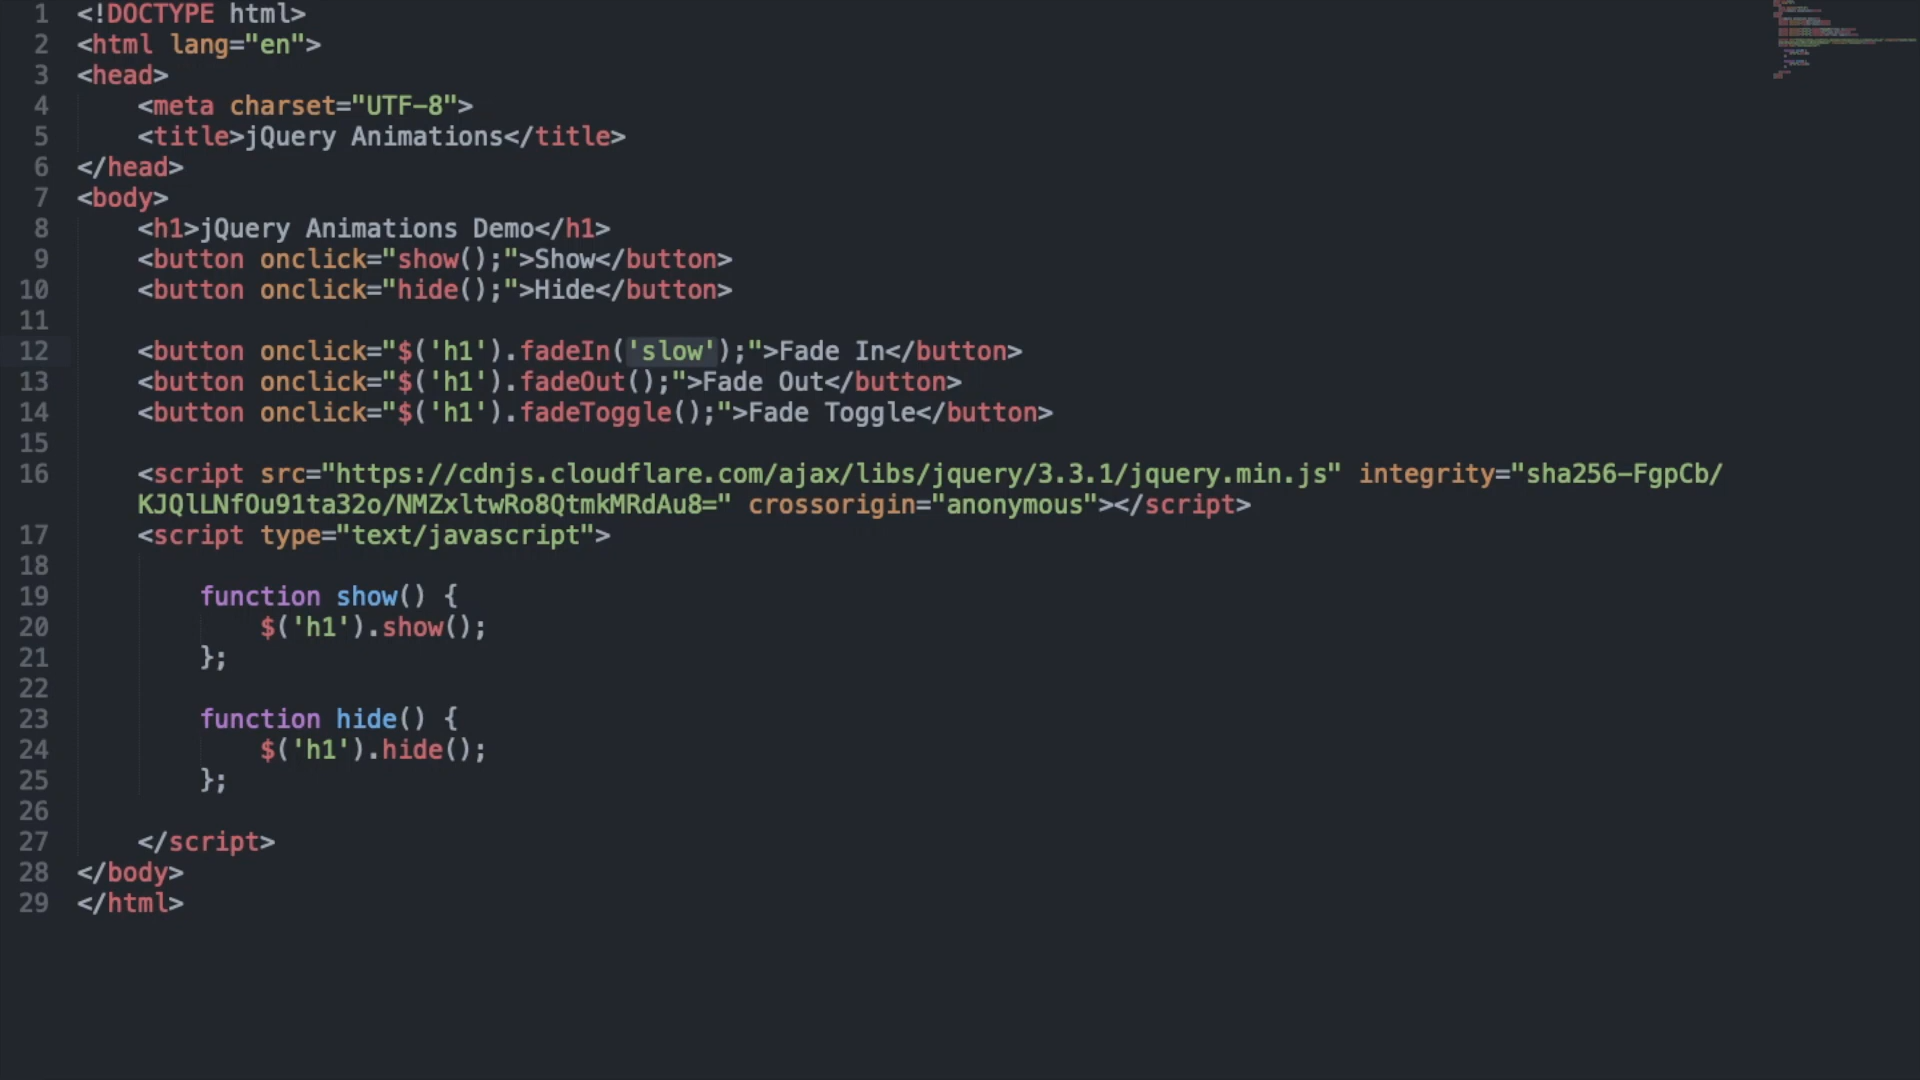 1 <!DOCTYPE html>
2 <html lang="en">
3 <head>
4     <meta charset="UTF-8">
5     <title>jQuery Animations</title>
6 </head>
7 <body>
8     <h1>jQuery Animations Demo</h1>
9     <button onclick="show();">Show</button>
10     <button onclick="hide();">Hide</button>
11
12     <button onclick="$('h1').fadeIn('slow');">Fade In</button>
13     <button onclick="$('h1').fadeOut();">Fade Out</button>
14     <button onclick="$('h1').fadeToggle();">Fade Toggle</button>
15
16     <script src="https://cdnjs.cloudflare.com/ajax/libs/jquery/3.3.1/jquery.min.js" integrity="sha256-FgpCb/
KJQlLNfOu91ta32o/NMZxltwRo8QtmkMRdAu8=" crossorigin="anonymous"></script>
17     <script type="text/javascript">
18
19         function show() {
20             $('h1').show();
21         };
22
23         function hide() {
24             $('h1').hide();
25         };
26
27     </script>
28 </body>
29 </html>